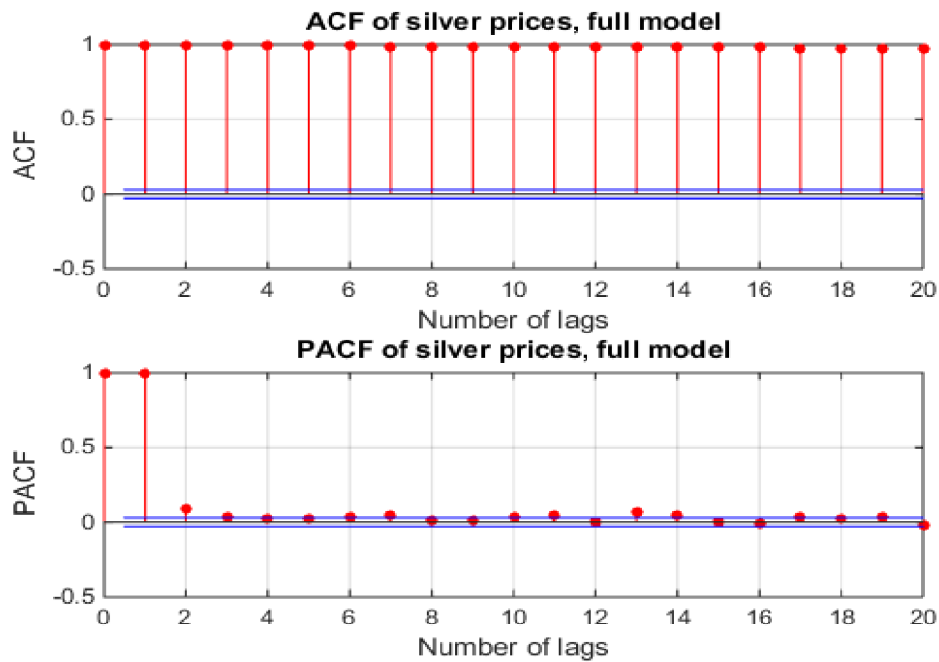 ACF of silver prices, full model
1
0.5
0
-0.5
ACF
0 2 4 6 8 10 12 14 16 18 20
Number of lags
PACF of silver prices, full model
1
0.5
0
-0.5
PACF
0 2 4 6 8 10 12 14 16 18 20
Number of lags